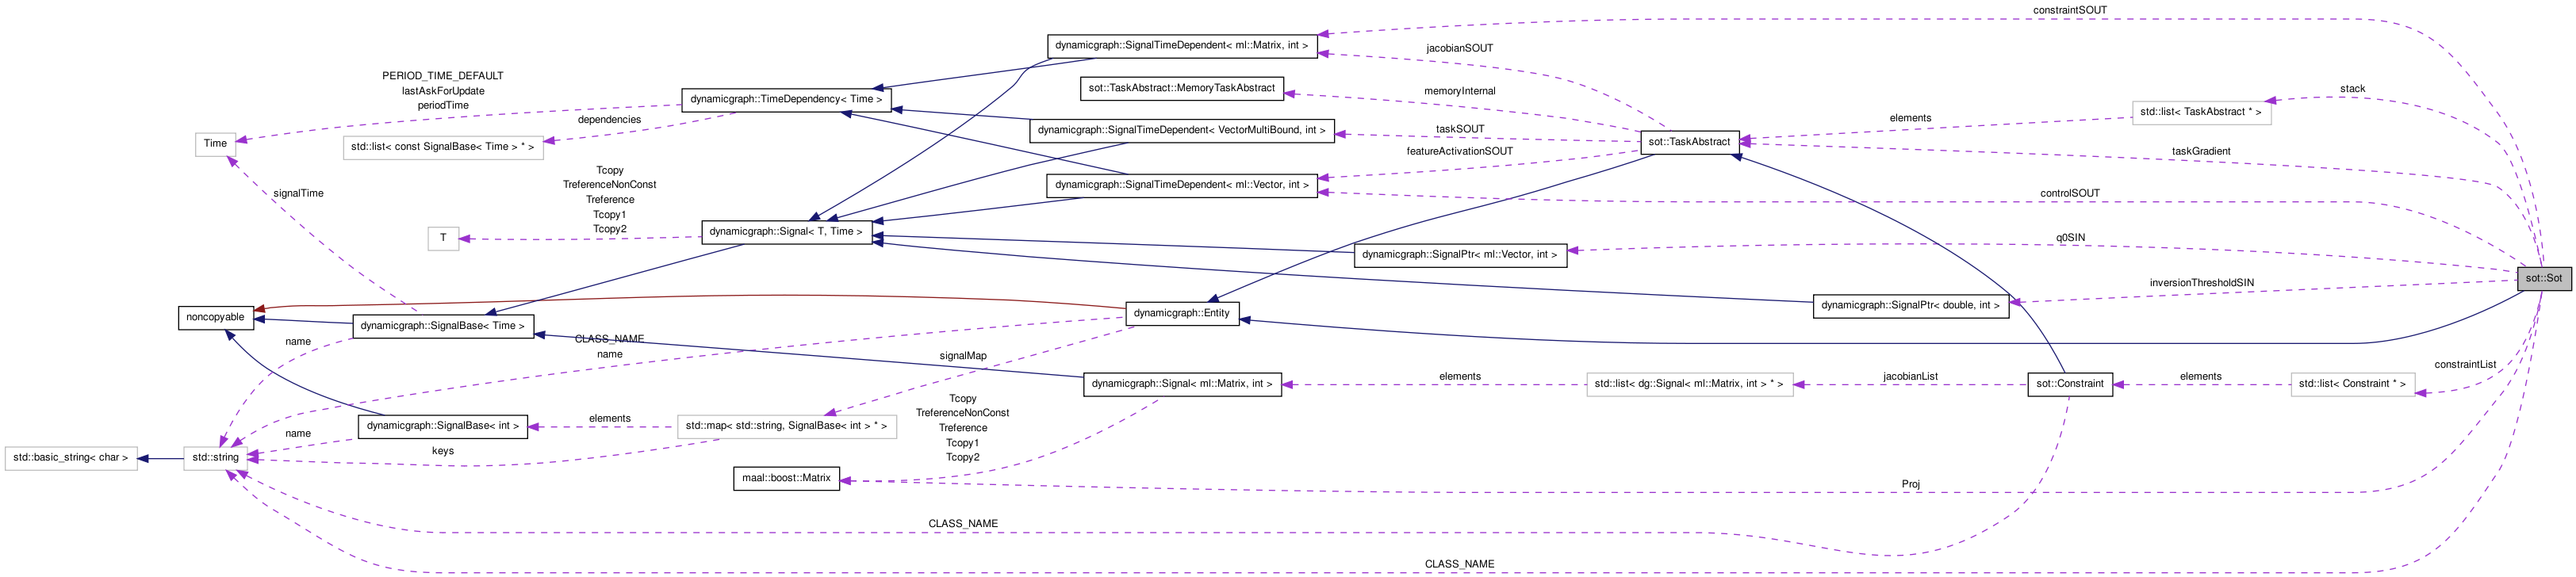 constraintSOUT
dynamicgraph::SignalTimeDependent< ml::Matrix, int >
jacobianSOUT
PERIOD_TIME_DEFAULT
lastAskForUpdate
periodTime
sot::TaskAbstract::MemoryTaskAbstract
memoryInternal
stack
dynamicgraph::TimeDependency< Time >
std::list< TaskAbstract * >
elements
dependencies
dynamicgraph::SignalTimeDependent< VectorMultiBound, int >
taskSOUT
Time
std::list< const SignalBase< Time > * >
sot::TaskAbstract
featureActivationSOUT
taskGradient
Tcopy
TreferenceNonConst
Treference
Tcopy1
Tcopy2
signalTime
dynamicgraph::SignalTimeDependent< ml::Vector, int >
controlSOUT
T
dynamicgraph::Signal< T, Time >
q0SIN
dynamicgraph::SignalPtr< ml::Vector, int >
sot::Sot
inversionThresholdSIN
dynamicgraph::SignalPtr< double, int >
noncopyable
dynamicgraph::SignalBase< Time >
dynamicgraph::Entity
name
CLASS_NAME
name
signalMap
constraintList
dynamicgraph::Signal< ml::Matrix, int >
elements
std::list< dg::Signal< ml::Matrix, int > * >
jacobianList
sot::Constraint
elements
std::list< Constraint * >
Tcopy
TreferenceNonConst
Treference
Tcopy1
Tcopy2
dynamicgraph::SignalBase< int >
elements
std::map< std::string, SignalBase< int > * >
name
keys
std::basic_string< char >
std::string
maal::boost::Matrix
Proj
CLASS_NAME
CLASS_NAME